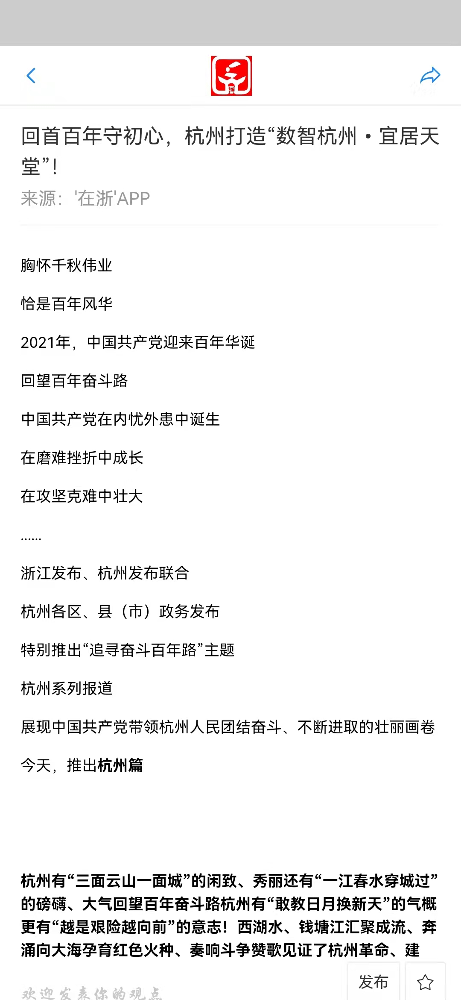 回首百年守初心，杭州打造“数智杭州·宜居天
堂”！
来源：'在浙'APP
胸怀千秋伟业
恰是百年风华
2021年，中国共产党迎来百年华诞
回望百年奋斗路
中国共产党在内忧外患中诞生
在磨难挫折中成长
在攻坚克难中壮大
......
浙江发布、杭州发布联合
杭州各区、县（市）政务发布
特别推出“追寻奋斗百年路”主题
杭州系列报道
展现中国共产党带领杭州人民团结奋斗、不断进取的壮丽画卷
今天，推出杭州篇
杭州有“三面云山一面城”的闲致、秀丽还有“一江春水穿城过”
的磅礴、大气回望百年奋斗路杭州有“敢教日月换新天”的气概
更有“越是艰险越向前”的意志！西湖水、钱塘江汇聚成流、奔
涌向大海孕育红色火种、奏响斗争赞歌见证了杭州革命、建
欢迎发表你的观点
发布